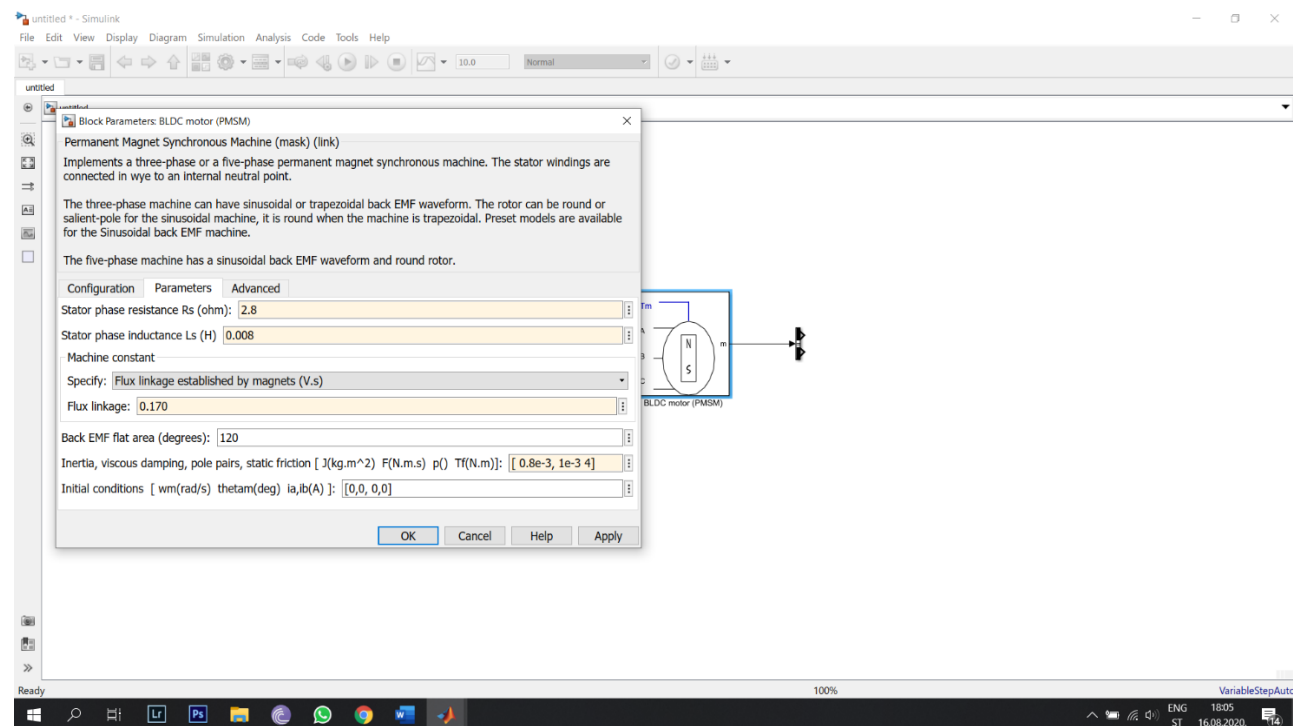 untitled * - Simulink
File Edit View Display Diagram Simulation Analysis Code Tools Help
10.0 Normal
untitled
Block Parameters: BLDC motor (PMSM)
Permanent Magnet Synchronous Machine (mask) (link)
Implements a three-phase or a five-phase permanent magnet synchronous machine. The stator windings are
connected in wye to an internal neutral point.
The three-phase machine can have sinusoidal or trapezoidal back EMF waveform. The rotor can be round or
salient-pole for the sinusoidal machine, it is round when the machine is trapezoidal. Preset models are available
for the Sinusoidal back EMF machine.
The five-phase machine has a sinusoidal back EMF waveform and round rotor.
Configuration Parameters Advanced
Stator phase resistance Rs (ohm): 2.8
Stator phase inductance Ls (H) 0.008
Machine constant
Specify: Flux linkage established by magnets (V.s)
Flux linkage: 0.170
Back EMF flat area (degrees): 120
Inertia, viscous damping, pole pairs, static friction [ J(kg.m^2) F(N.m.s) p() Tf(N.m)]: [ 0.8e-3, 1e-3 4]
Initial conditions [ wm(rad/s) thetam(deg) ia,ib(A) ]: [0,0, 0,0]
OK Cancel Help Apply
Tm
N
S
m
BLDC motor (PMSM)
Ready 100% VariableStepAuto
Lr Ps W
ENG 18:05
ST 16.08.2020.
14